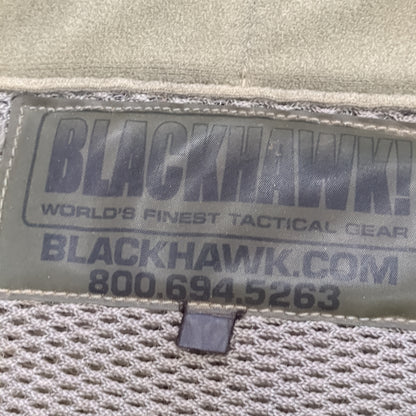 BLACKHAWK!
WORLD'S FINEST TACTICAL GEAR
BLACKHAWK.COM
800.694.5263